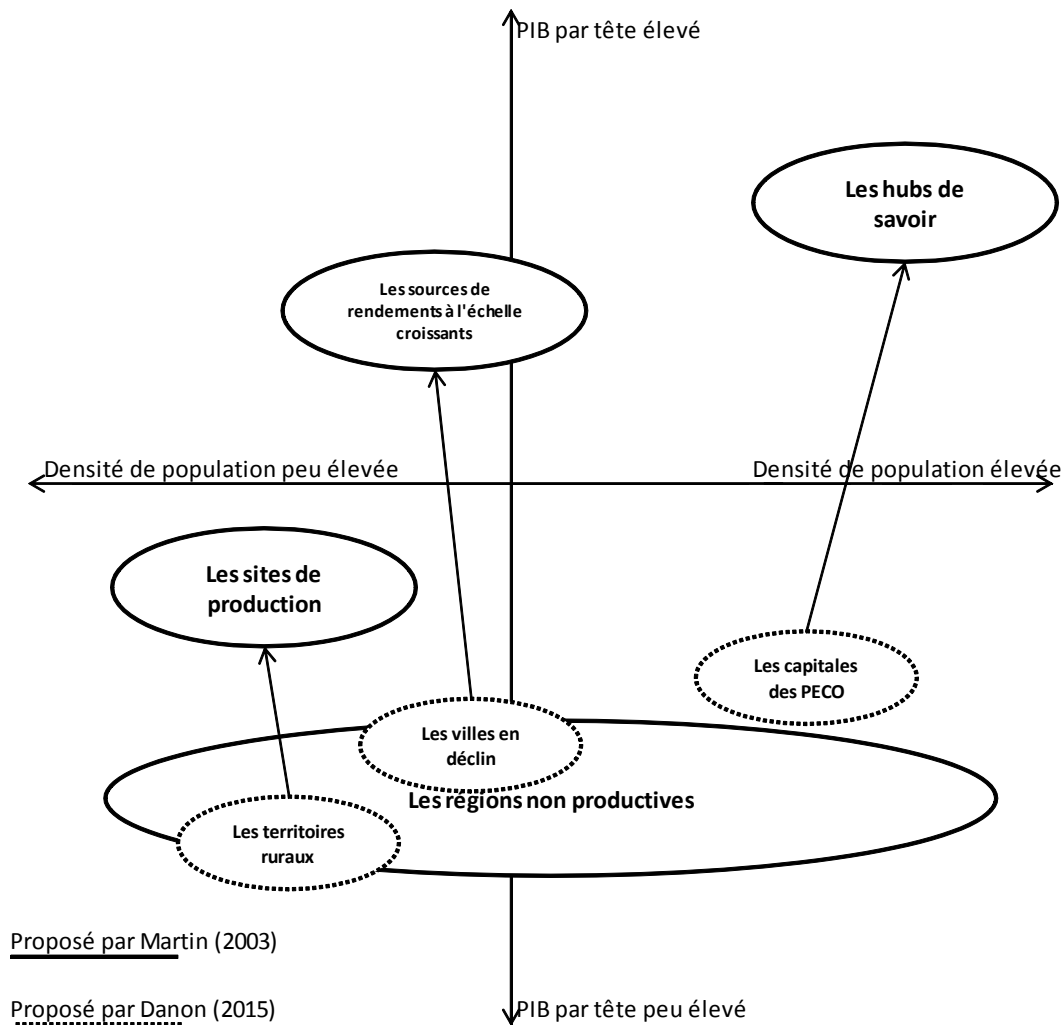 PIB par tête élevé
Les hubs de
savoir
Les sources de
rendements à l'échelle
croissants
Densité de population peu élevée
Densité de population élevée
Les sites de
production
Les capitales
des PECO
Les villes en
déclin
Les régions non productives
Les territoires
ruraux
Proposé par Martin (2003)
Proposé par Danon (2015)
PIB par tête peu élevé